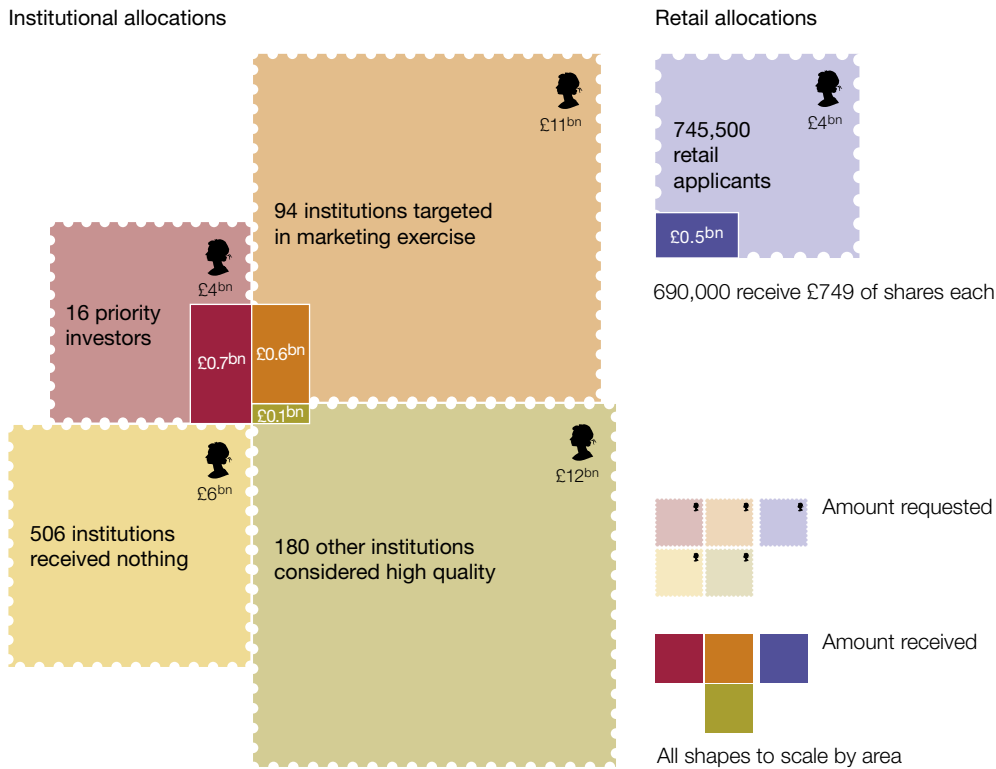 Institutional allocations
£11bn
94 institutions targeted
in marketing exercise
£4bn
16 priority
investors
£0.7bn
£0.6bn
£0.1bn
£6bn
506 institutions
received nothing
£12bn
180 other institutions
considered high quality
Retail allocations
£4bn
745,500
retail
applicants
£0.5bn
690,000 receive £749 of shares each
Amount requested
Amount received
All shapes to scale by area